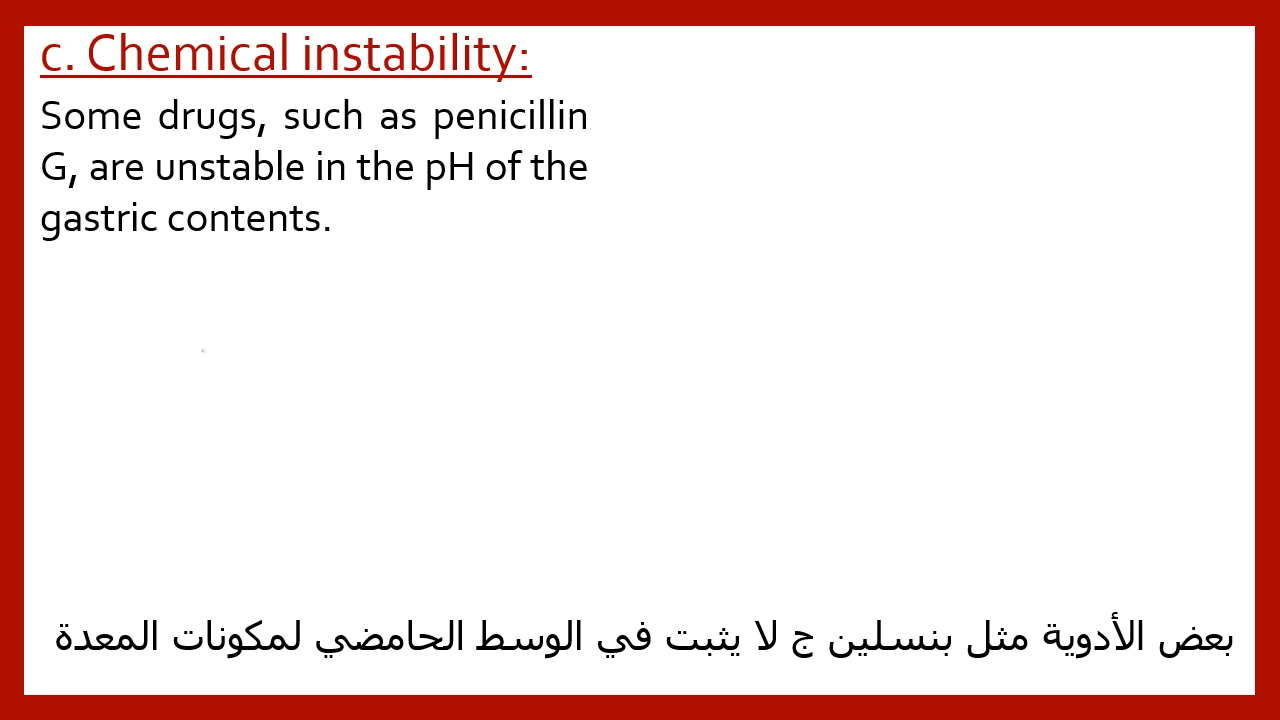 c. Chemical instability:
Some drugs, such as penicillin
G, are unstable in the pH of the
gastric contents.
بعض الأدوية مثل بنسلين ج لا يثبت في الوسط الحامضي لمكونات المعدة